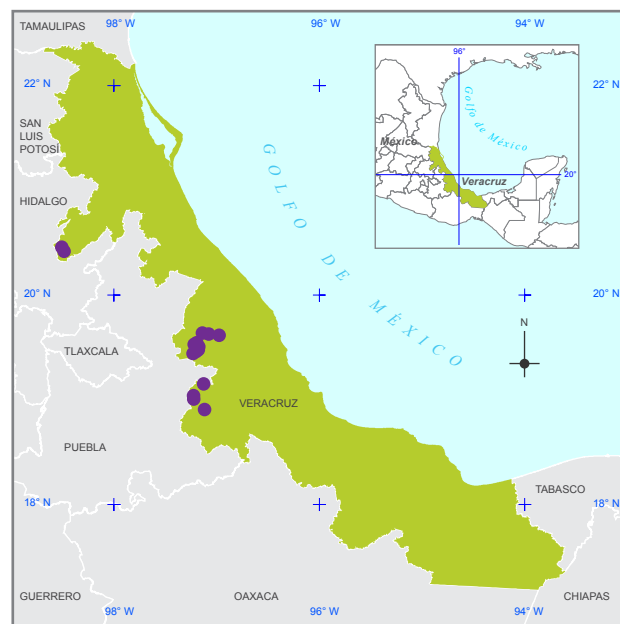 TAMAULIPAS
98° W
96° W
94° W
22° N
22° N
SAN
LUIS
POTOSÍ
HIDALGO
96°
Golfo de México
México
20°
Veracruz
GOLFO DE MÉXICO
20° N
20° N
N
TLAXCALA
VERACRUZ
PUEBLA
TABASCO
18° N
18° N
GUERRERO
98° W
OAXACA
96° W
94° W
CHIAPAS